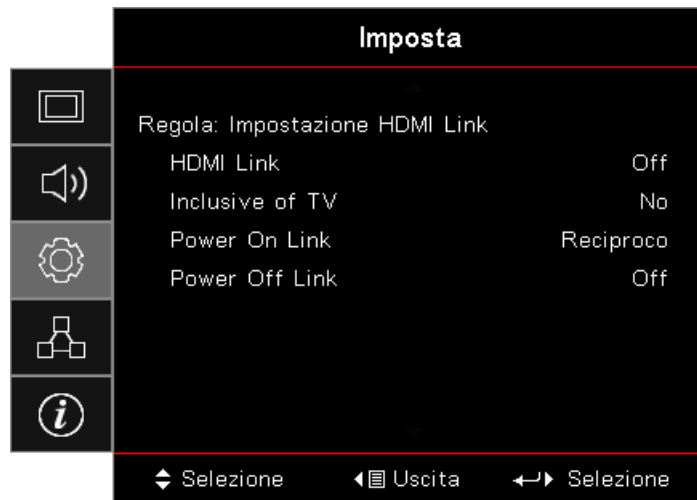 Imposta
Regola: Impostazione HDMI Link
HDMI Link Off
Inclusive of TV No
Power On Link Reciproco
Power Off Link Off
i
Selezione Uscita Selezione